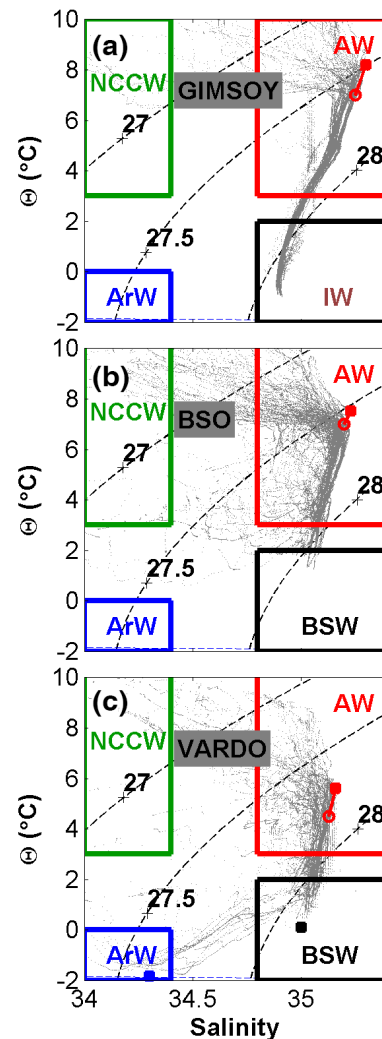 (a)
NCCW
AW
GIMSOY
27
28
27.5
ArW
IW
10
8
6
4
2
0
-2
Θ (°C)
(b)
NCCW
AW
BSO
27
28
27.5
ArW
BSW
10
8
6
4
2
0
-2
Θ (°C)
(c)
NCCW
AW
VARDO
27
28
27.5
ArW
BSW
10
8
6
4
2
0
-2
Θ (°C)
34
34.5
35
Salinity